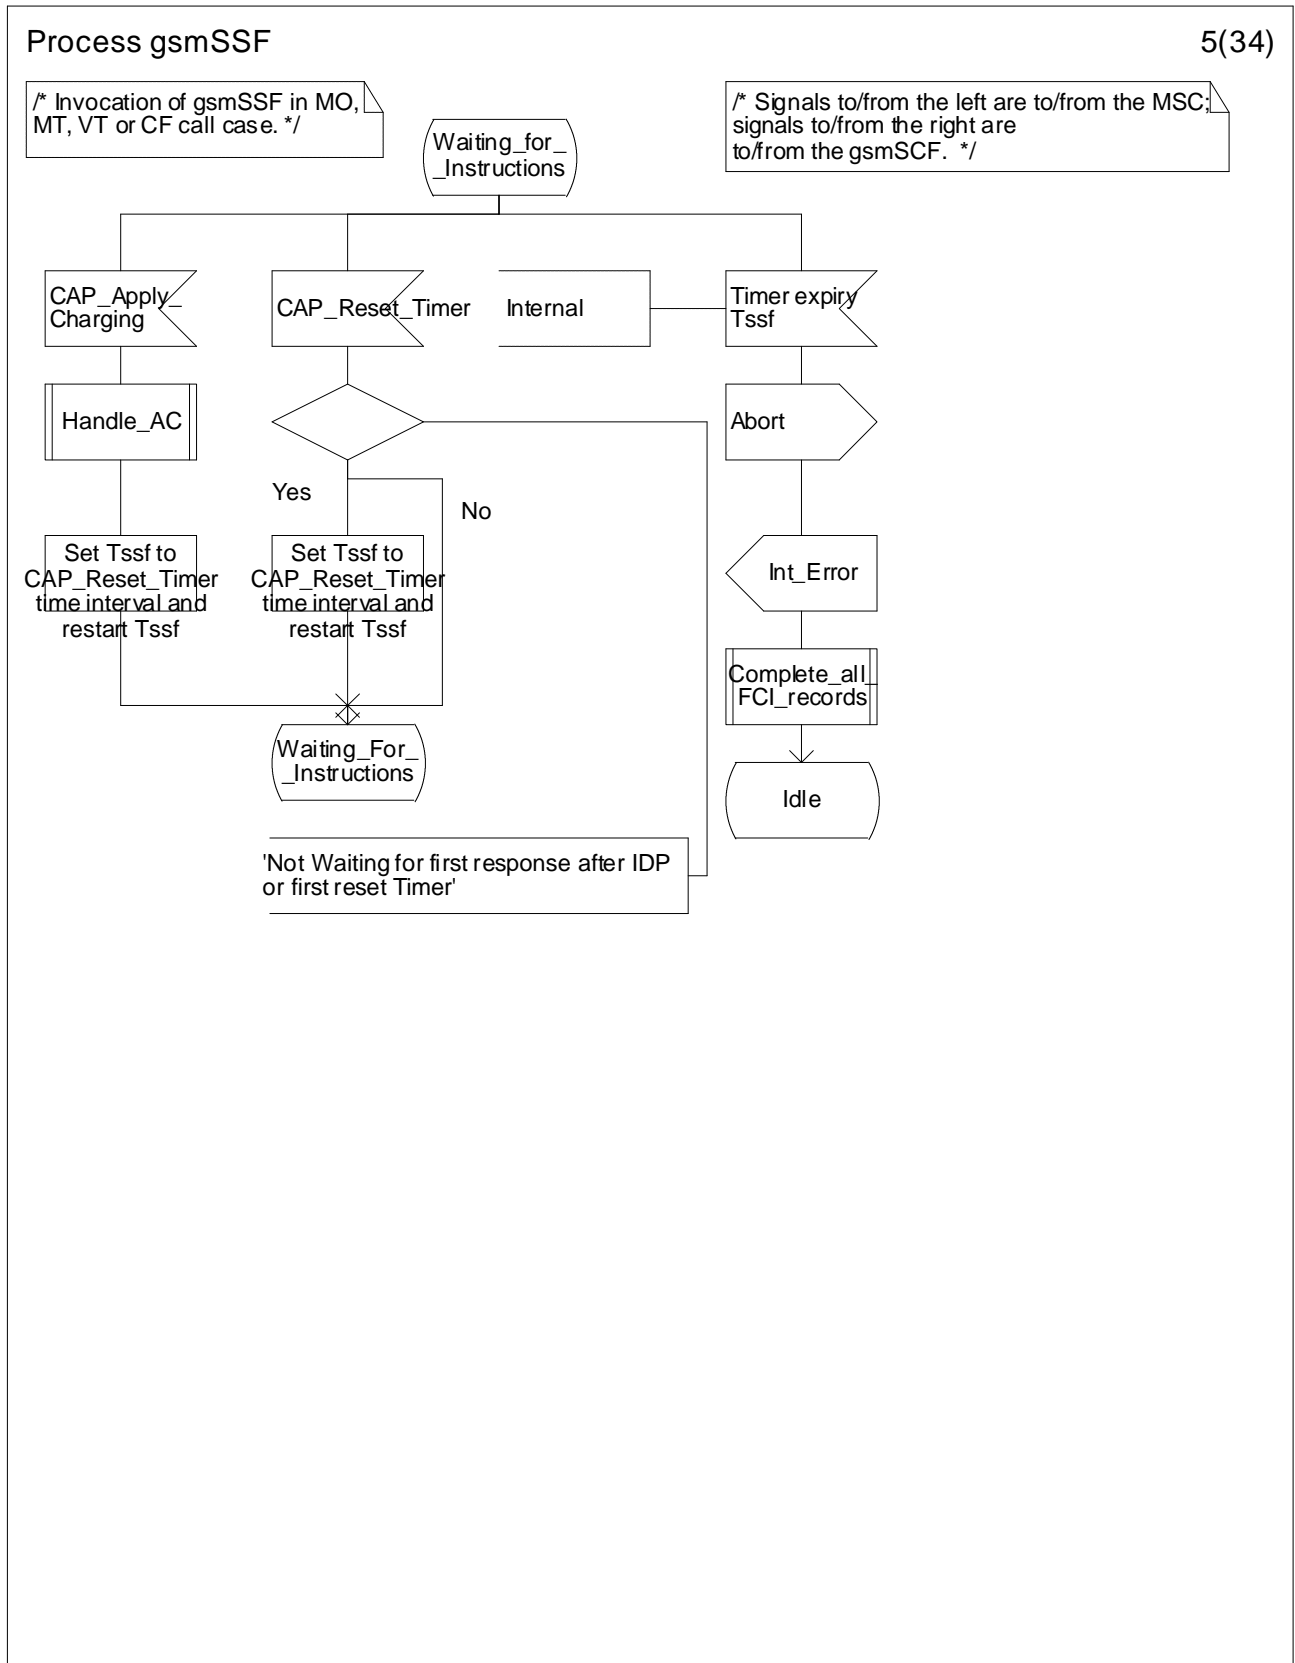 Process gsmSSF
5(34)
/* Invocation of gsmSSF in MO,
MT, VT or CF call case. */
/* Signals to/from the left are to/from the MSC;
signals to/from the right are
to/from the gsmSCF. */
Waiting_for_
_Instructions
CAP_Apply_
Charging
CAP_Reset_Timer
Internal
Timer expiry
Tssf
Handle_AC
Abort
Yes
No
Set Tssf to
CAP_Reset_Timer
time interval and
restart Tssf
Set Tssf to
CAP_Reset_Timer
time interval and
restart Tssf
Int_Error
Complete_all_
FCI_records
Waiting_For_
_Instructions
Idle
'Not Waiting for first response after IDP
or first reset Timer'